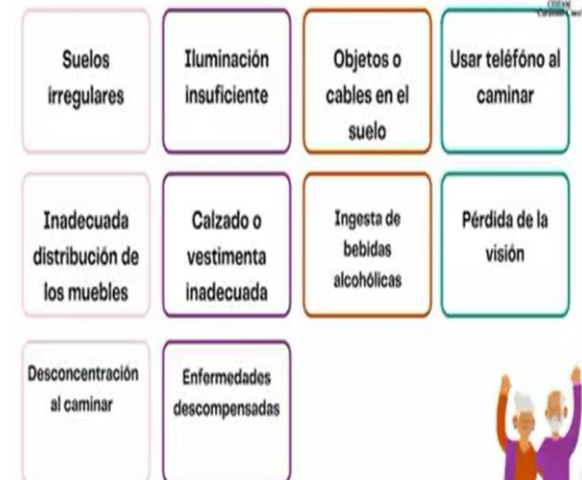 Suelos
irregulares
Iluminación
insuficiente
Objetos o
cables en el
suelo
Usar teléfóno al
caminar
Inadecuada
distribución de
los muebles
Calzado o
vestimenta
inadecuada
Ingesta de
bebidas
alcohólicas
Pérdida de la
visión
Desconcentración
al caminar
Enfermedades
descompensadas